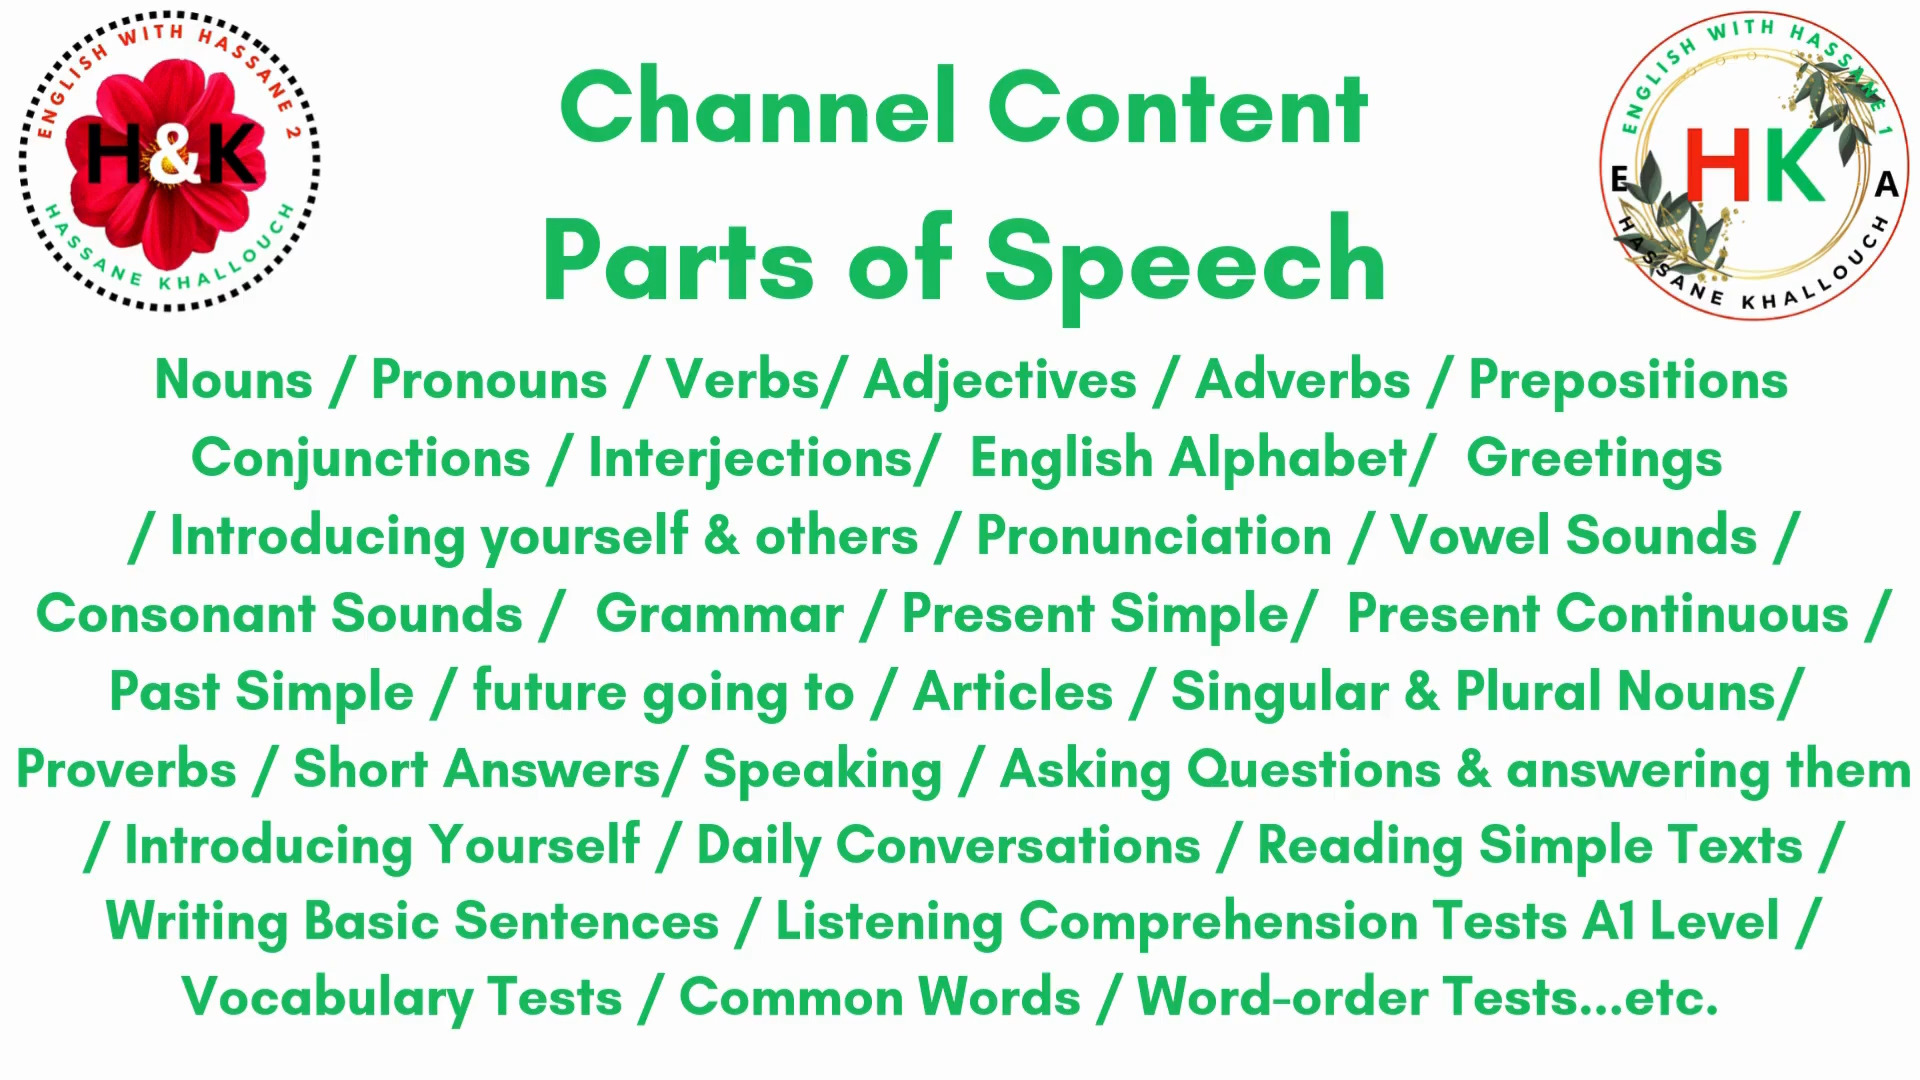 ENGLISH WITH HASSANE 2
H&K
HASSANE KHALLOUCH
ENGLISH WITH HASSANE 1
E HK A
HASSANE KHALLOUCH
Channel Content
Parts of Speech
Nouns / Pronouns / Verbs/ Adjectives / Adverbs / Prepositions
Conjunctions / Interjections/ English Alphabet/ Greetings
/ Introducing yourself & others / Pronunciation / Vowel Sounds /
Consonant Sounds / Grammar / Present Simple/ Present Continuous /
Past Simple / future going to / Articles / Singular & Plural Nouns/
Proverbs / Short Answers/ Speaking / Asking Questions & answering them
/ Introducing Yourself / Daily Conversations / Reading Simple Texts /
Writing Basic Sentences / Listening Comprehension Tests A1 Level /
Vocabulary Tests / Common Words / Word-order Tests...etc.